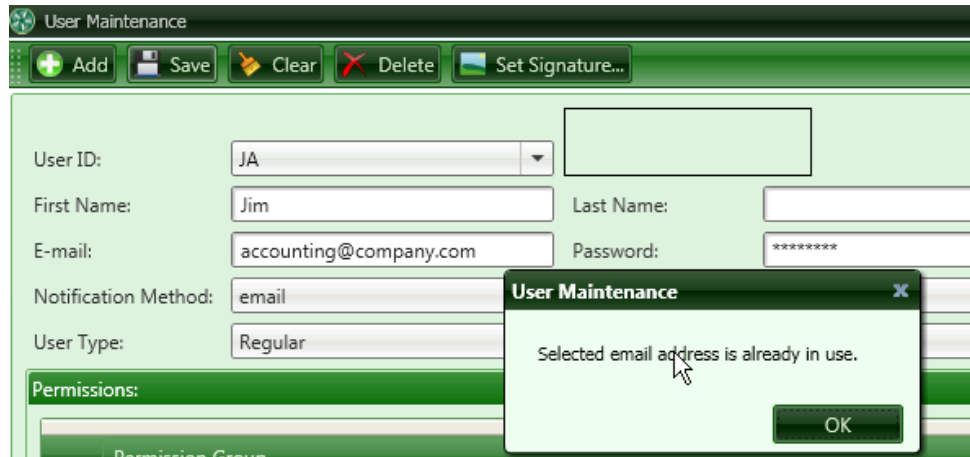 User Maintenance
Add Save Clear Delete Set Signature...
User ID: JA
First Name: Jim Last Name:
E-mail: accounting@company.com Password: ********
Notification Method: email
User Maintenance x
User Type: Regular
Selected email address is already in use.
Permissions:
OK
Permission Group